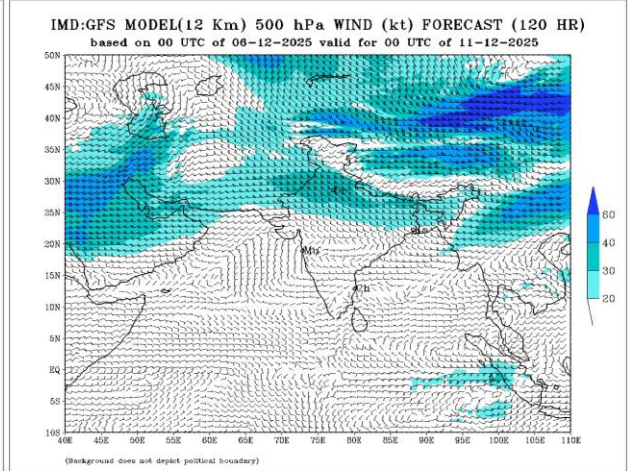 IMD:GFS MODEL(12 Km) 500 hPa WIND (kt) FORECAST (120 HR)
based on 00 UTC of 06-12-2025 valid for 00 UTC of 11-12-2025
50N
45N
40N
35N
30N
25N
20N
15N
10N
5N
EQ
5S
10S
Mu
Ch
60
40
30
20
40E 45E 50E 55E 60E 65E 70E 75E 80E 85E 90E 95E 100E 105E 110E
(Background does not depict political boundary)